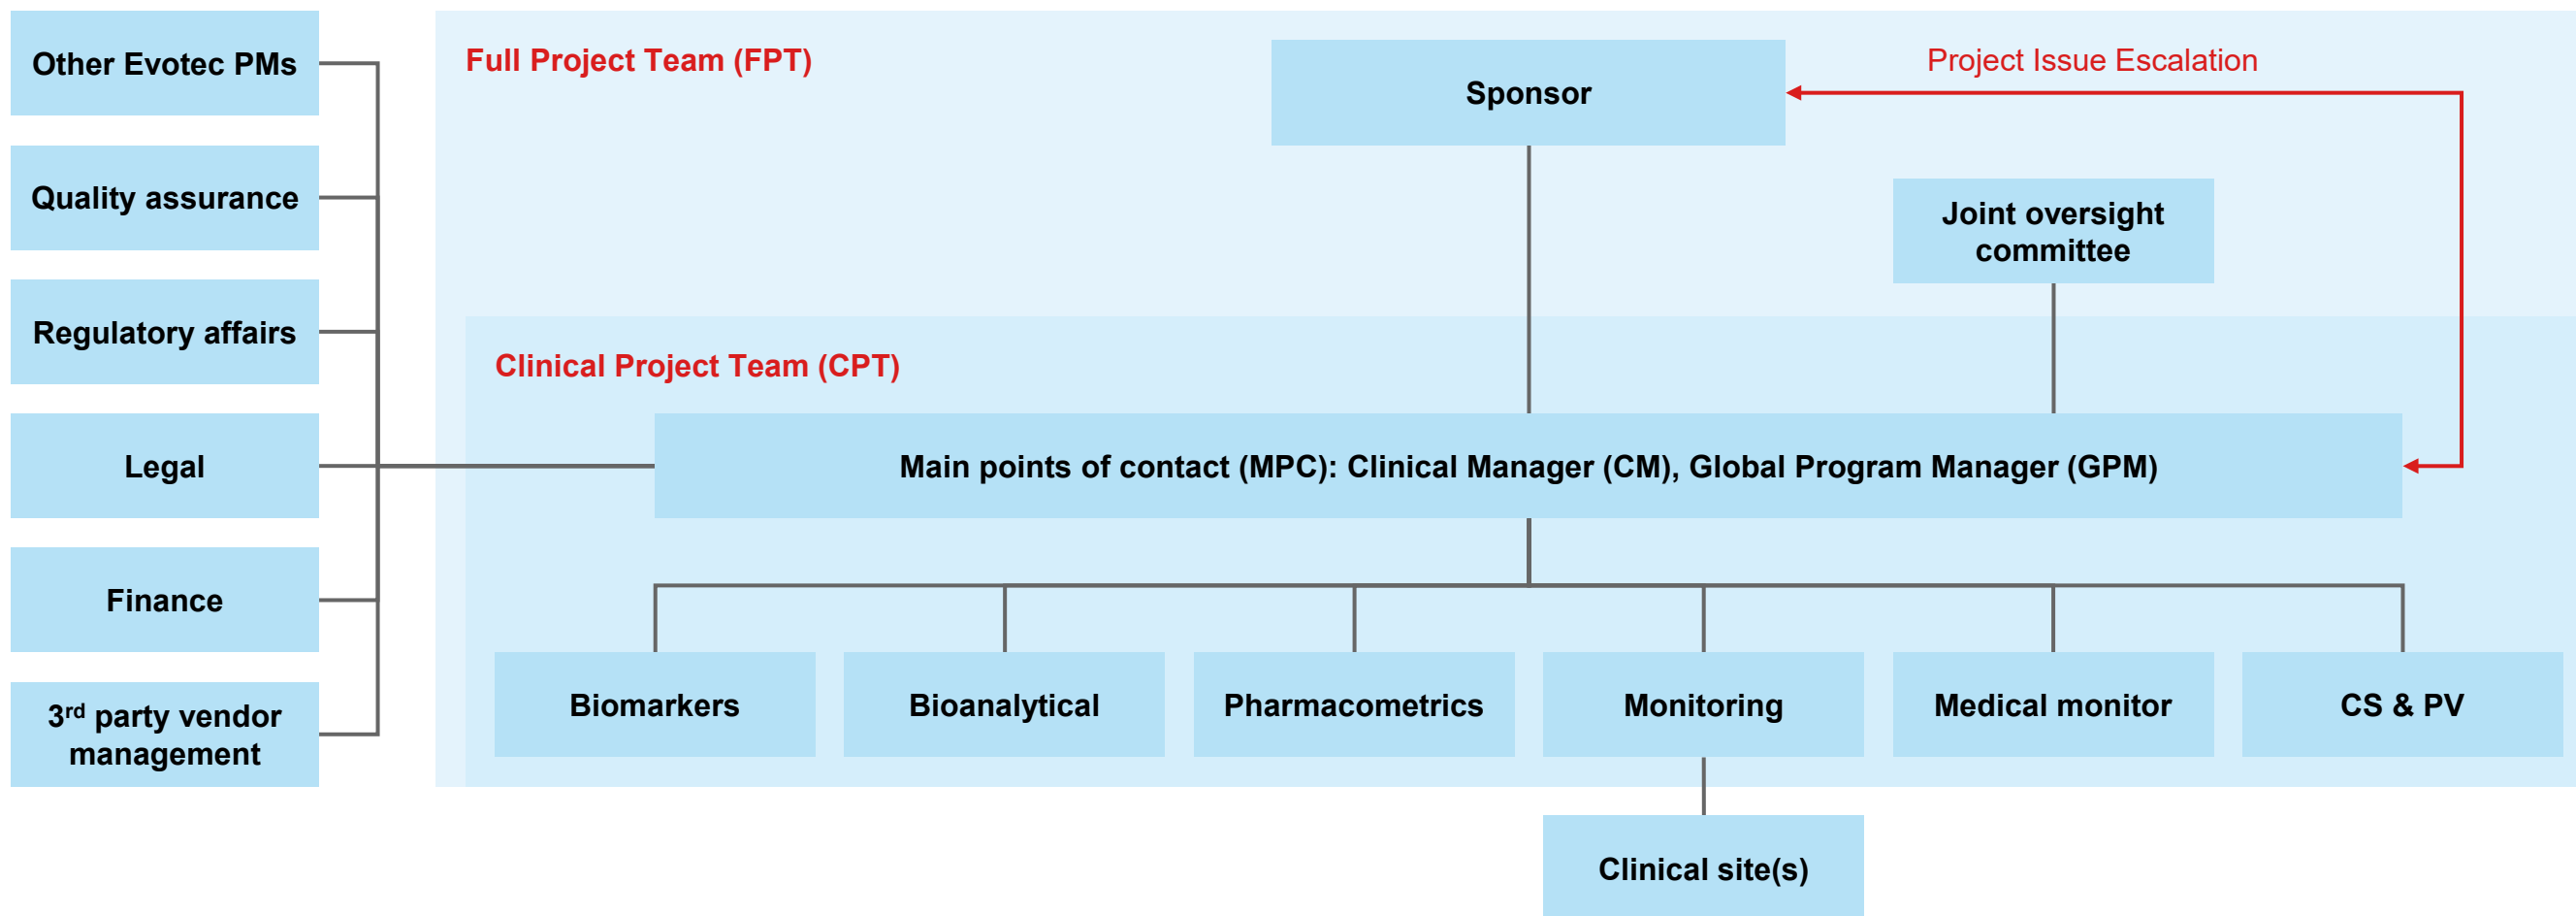 Other Evotec PMs
Quality assurance
Regulatory affairs
Legal
Finance
3rd party vendor
management
Full Project Team (FPT)
Sponsor
Project Issue Escalation
Joint oversight
committee
Clinical Project Team (CPT)
Main points of contact (MPC): Clinical Manager (CM), Global Program Manager (GPM)
Biomarkers
Bioanalytical
Pharmacometrics
Monitoring
Medical monitor
CS & PV
Clinical site(s)